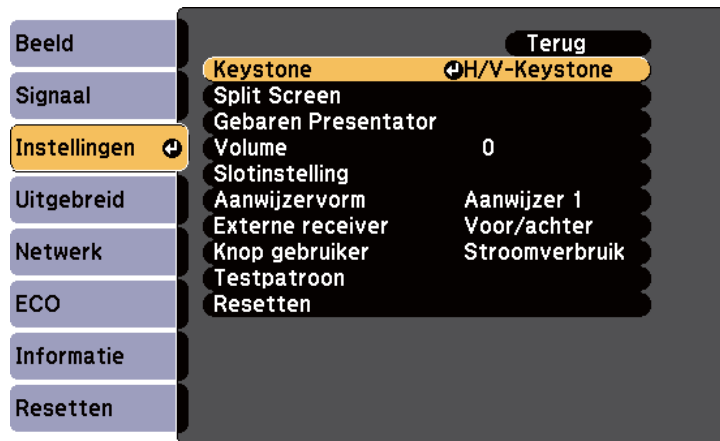 Beeld
Signaal
Instellingen
Uitgebreid
Netwerk
ECO
Informatie
Resetten
Terug
Keystone H/V-Keystone
Split Screen
Gebaren Presentator
Volume 0
Slotinstelling
Aanwijzervorm Aanwijzer 1
Externe receiver Voor/achter
Knop gebruiker Stroomverbruik
Testpatroon
Resetten